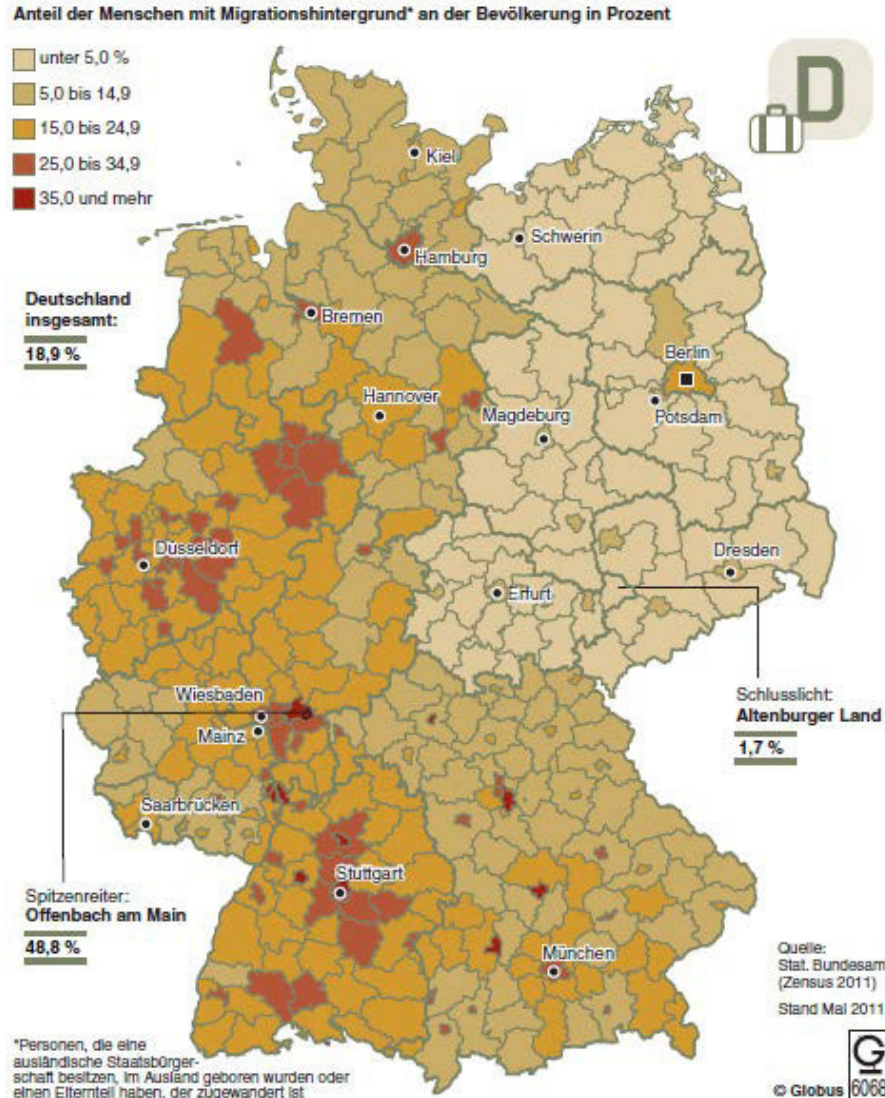 Anteil der Menschen mit Migrationshintergrund* an der Bevölkerung in Prozent
unter 5,0 %
5,0 bis 14,9
15,0 bis 24,9
25,0 bis 34,9
35,0 und mehr
D
Kiel
Schwerin
Hamburg
Deutschland
insgesamt:
18,9 %
Bremen
Berlin
Hannover
Magdeburg
Potsdam
Düsseldorf
Dresden
Erfurt
Wiesbaden
Mainz
Schlusslicht:
Altenburger Land
1,7 %
Saarbrücken
Stuttgart
Spitzenreiter:
Offenbach am Main
48,8 %
München
Quelle:
Stat. Bundesam
(Zensus 2011)
Stand Mai 2011
*Personen, die eine
ausländische Staatsbürger-
schaft besitzen, im Ausland geboren wurden oder
einen Elternteil haben, der zugewandert ist
G
© Globus 6068